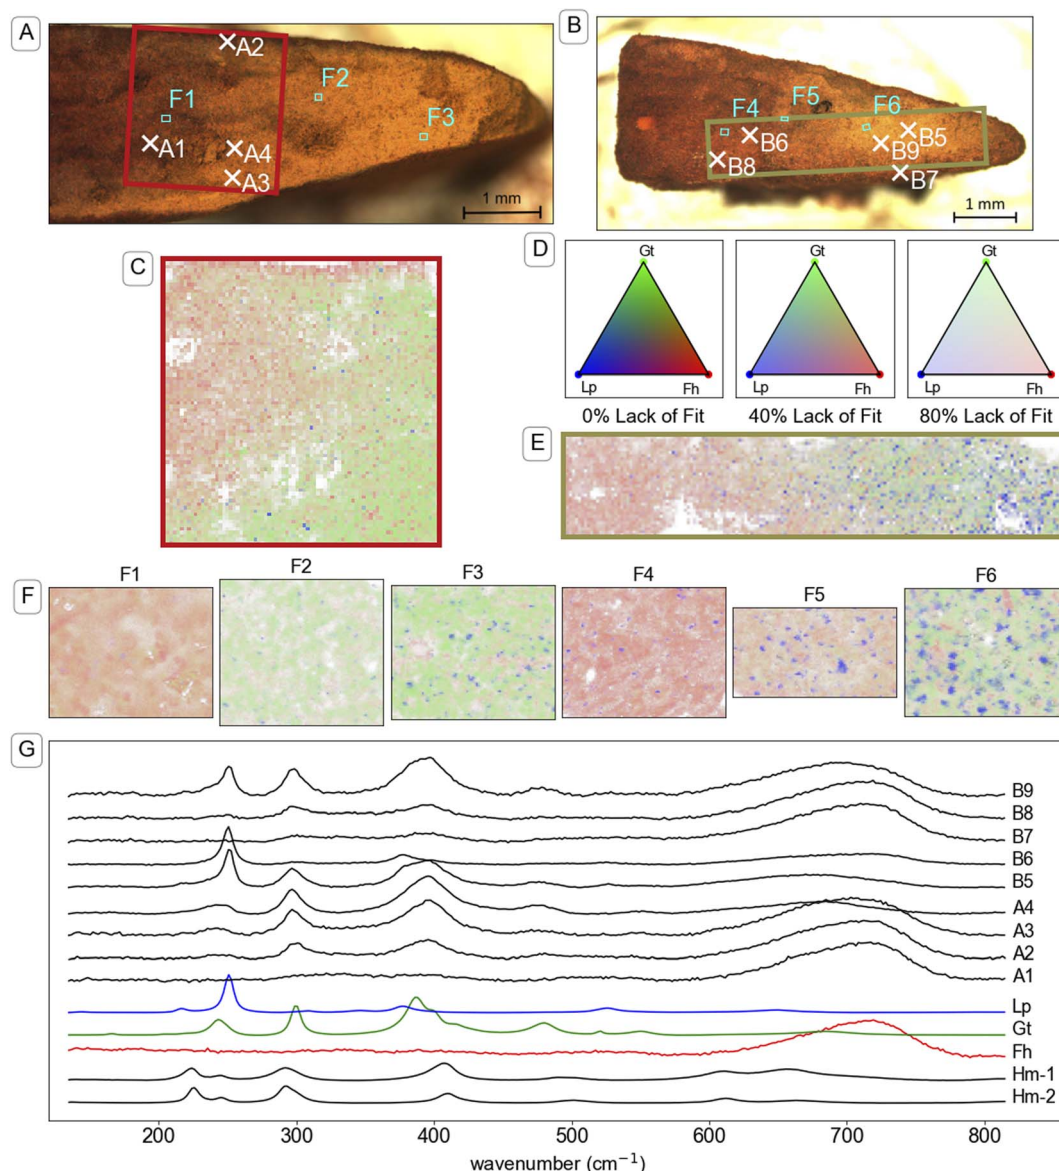 A
A2
F1
F2
F3
A1
A4
A3
1 mm
B
F4
F5
F6
B6
B5
B9
B8
B7
1 mm
C
D
Gt
Gt
Gt
Lp
Fh
Lp
Fh
Lp
Fh
0% Lack of Fit
40% Lack of Fit
80% Lack of Fit
E
F
F1
F2
F3
F4
F5
F6
G
B9
B8
B7
B6
B5
A4
A3
A2
A1
Lp
Gt
Fh
Hm-1
Hm-2
200
300
400
500
600
700
800
wavenumber (cm⁻¹)